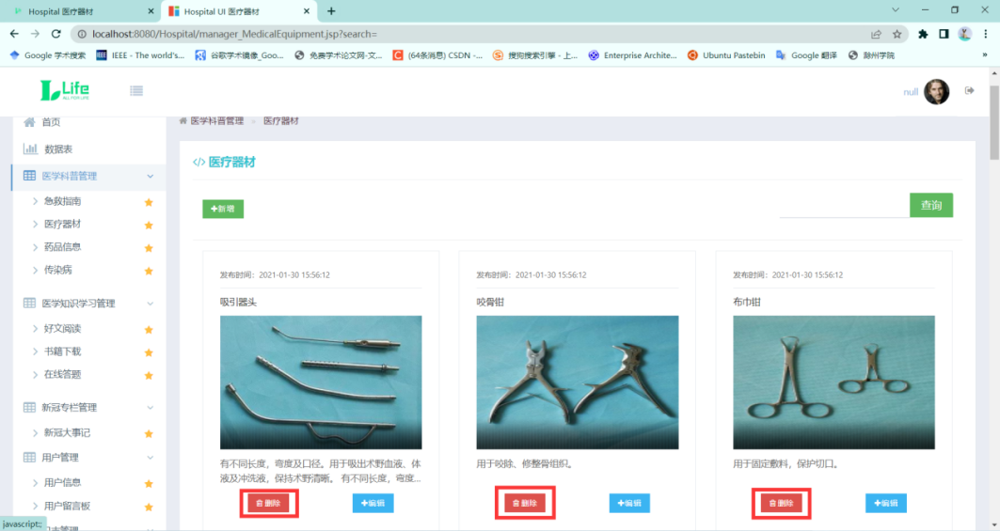 Hospital 医疗器材
Hospital UI 医疗器材
localhost:8080/Hospital/manager_MedicalEquipment.jsp?search=
Google 学术搜索
IEEE - The world's...
谷歌学术镜像_Goo...
免费学术论文网-文...
(64条消息) CSDN -...
搜狗搜索引擎 - 上...
Enterprise Archite...
Ubuntu Pastebin
Google 翻译
滁州学院
Life
null
首页
数据表
医学科普管理
急救指南
医疗器材
药品信息
传染病
医学知识学习管理
好文阅读
书籍下载
在线答题
新冠专栏管理
新冠大事记
用户管理
用户信息
用户留言板
javascript:;
医学科普管理 » 医疗器材
</> 医疗器材
+新增
查询
发布时间：2021-01-30 15:56:12
吸引器头
有不同长度，弯度及口径。用于吸出术野血液、体
液及冲洗液，保持术野清晰。 有不同长度，弯度...
删除
+编辑
发布时间：2021-01-30 15:56:12
咬骨钳
用于咬除、修整骨组织。
删除
+编辑
发布时间：2021-01-30 15:56:12
布巾钳
用于固定敷料，保护切口。
删除
+编辑